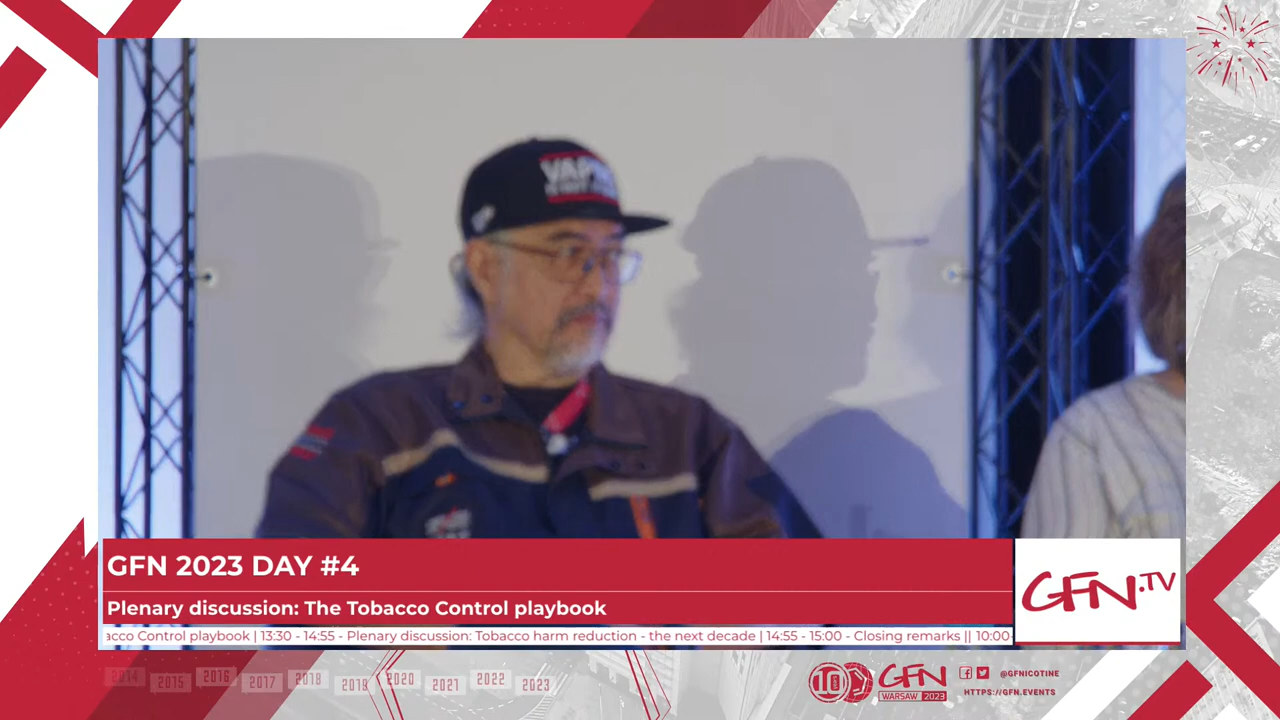 VAPI
GFN 2023 DAY #4
Plenary discussion: The Tobacco Control playbook
acco Control playbook | 13:30 - 14:55 - Plenary discussion: Tobacco harm reduction - the next decade | 14:55 - 15:00 - Closing remarks || 10:00-
GFN.TV
2014 2015 2016 2017 2018 2019 2020 2021 2022 2023
10
GFN
WARSAW 2023
@GFNICOTINE
HTTPS://GFN.EVENTS